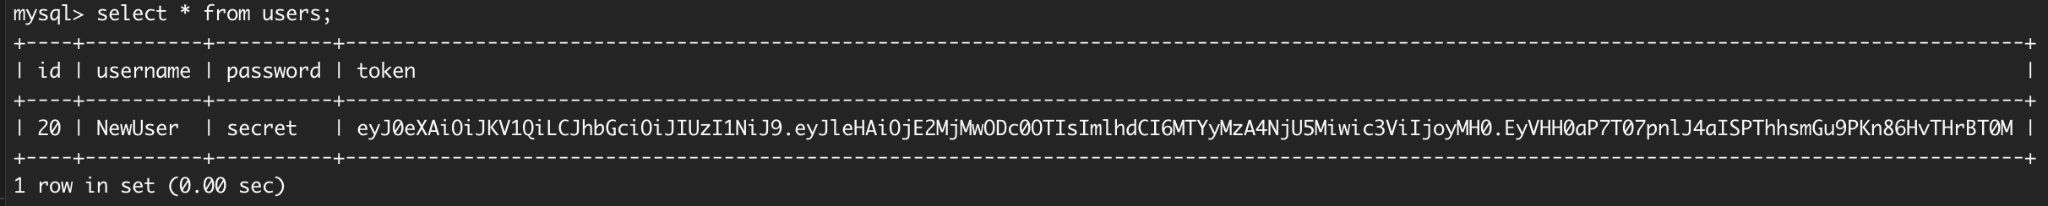 mysql> select * from users;
+----+----------+----------+----------------------------------------------------------------------------------------------------------------------------------------------+
| id | username | password | token                                                                                                                                        |
+----+----------+----------+----------------------------------------------------------------------------------------------------------------------------------------------+
| 20 | NewUser  | secret   | eyJ0eXAiOiJKV1QiLCJhbGciOiJIUzI1NiJ9.eyJleHAiOjE2MjMwODc0OTIsImlhdCI6MTYyMzA4NjU5Miwic3ViIjoyMH0.EyVHH0aP7T07pnlJ4aISPThhsmGu9PKn86HvTHrBT0M |
+----+----------+----------+----------------------------------------------------------------------------------------------------------------------------------------------+
1 row in set (0.00 sec)